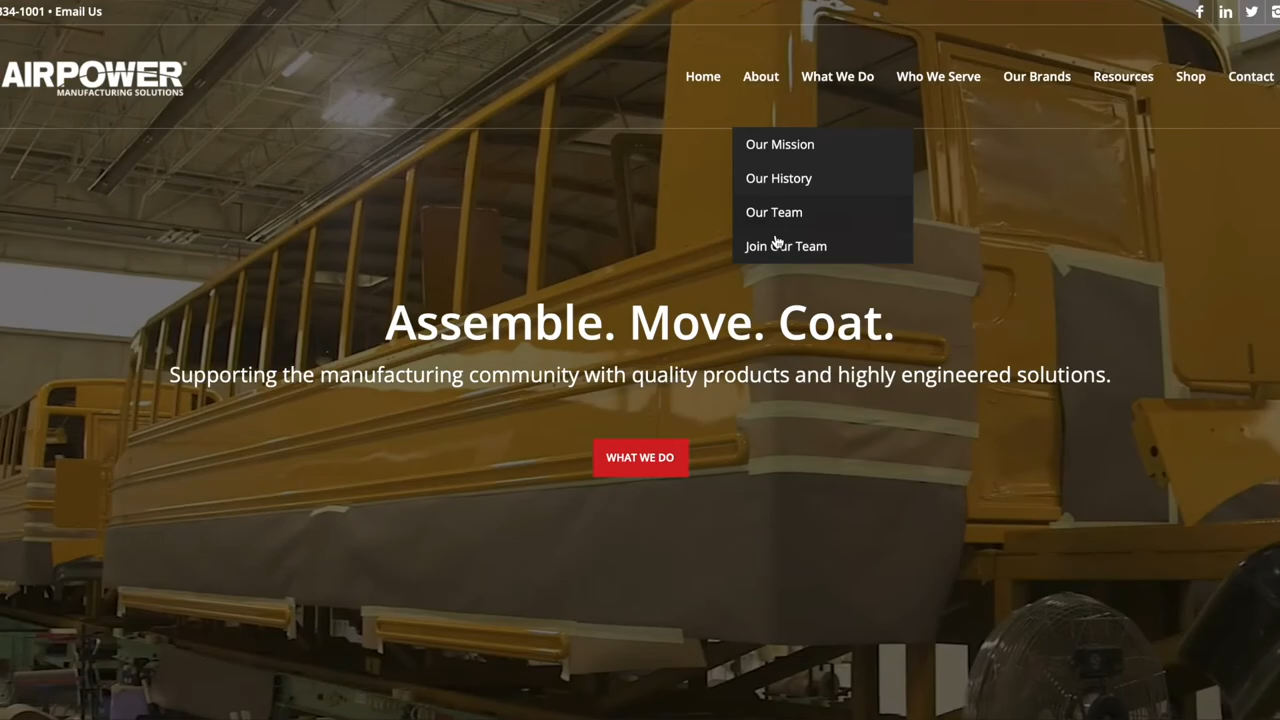 334-1001 • Email Us
AIRPOWER®
MANUFACTURING SOLUTIONS
Home About What We Do Who We Serve Our Brands Resources Shop Contact
Our Mission
Our History
Our Team
Join Our Team
Assemble. Move. Coat.
Supporting the manufacturing community with quality products and highly engineered solutions.
WHAT WE DO